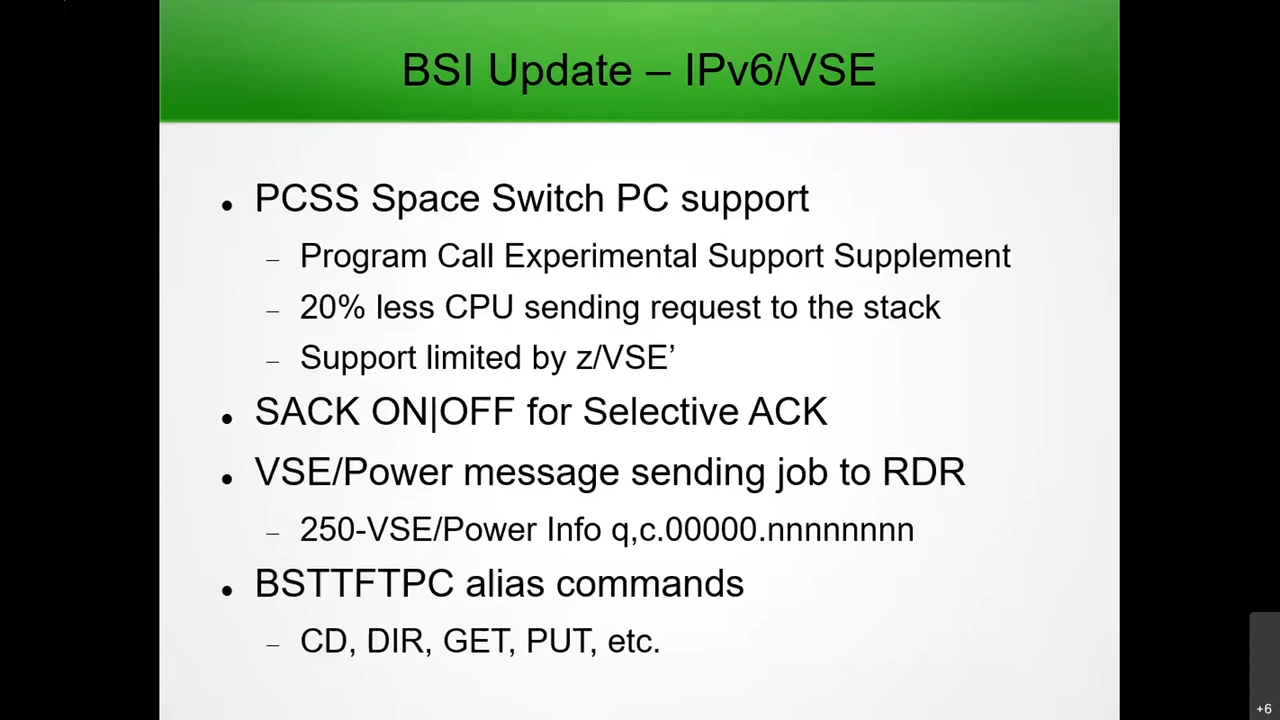 BSI Update – IPv6/VSE
● PCSS Space Switch PC support
– Program Call Experimental Support Supplement
– 20% less CPU sending request to the stack
– Support limited by z/VSE’
● SACK ON|OFF for Selective ACK
● VSE/Power message sending job to RDR
– 250-VSE/Power Info q,c.00000.nnnnnnnn
● BSTTFTPC alias commands
– CD, DIR, GET, PUT, etc.
+6